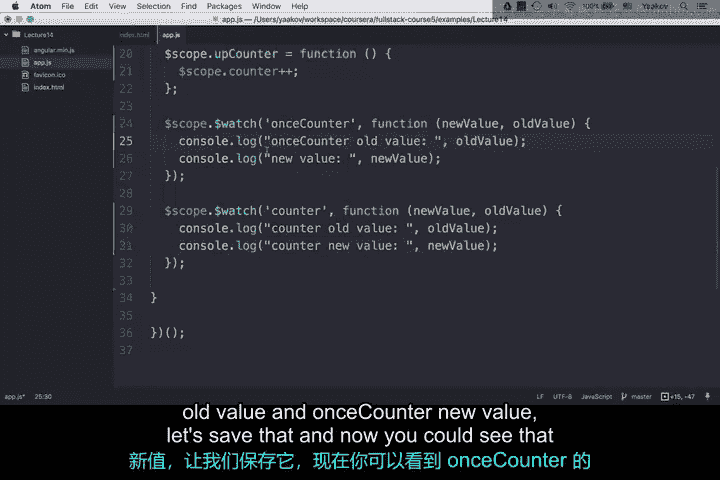 Atom File Edit View Selection Find Packages Window Help 100% Yaakov
app.js — /Users/yaakov/workspace/coursera/fullstack-course5/examples/Lecture14
Lecture14
angular.min.js
app.js
favicon.ico
index.html
index.html app.js
20 $scope.upCounter = function () {
21 $scope.counter++;
22 };
23
24 $scope.$watch('onceCounter', function (newValue, oldValue) {
25 console.log("onceCounter old value: ", oldValue);
26 console.log("new value: ", newValue);
27 });
28
29 $scope.$watch('counter', function (newValue, oldValue) {
30 console.log("counter old value: ", oldValue);
31 console.log("counter new value: ", newValue);
32 });
33
34 }
35
36 })();
37
app.js* 25:30 LF UTF-8 JavaScript master +15, -47
old value and onceCounter new value,
let's save that and now you could see that
新值，让我们保存它，现在你可以看到 onceCounter 的